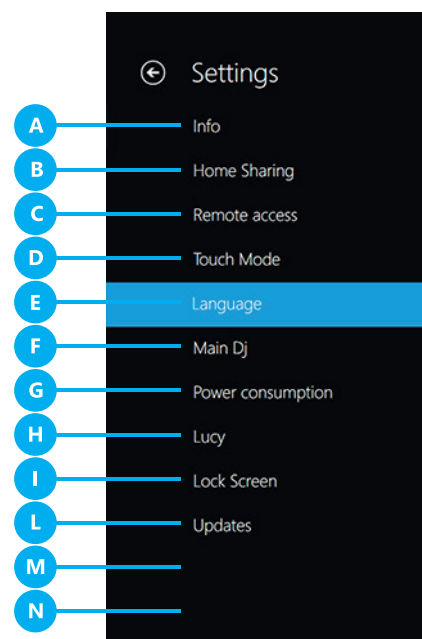 Settings
A Info
B Home Sharing
C Remote access
D Touch Mode
E Language
F Main Dj
G Power consumption
H Lucy
I Lock Screen
L Updates
M
N